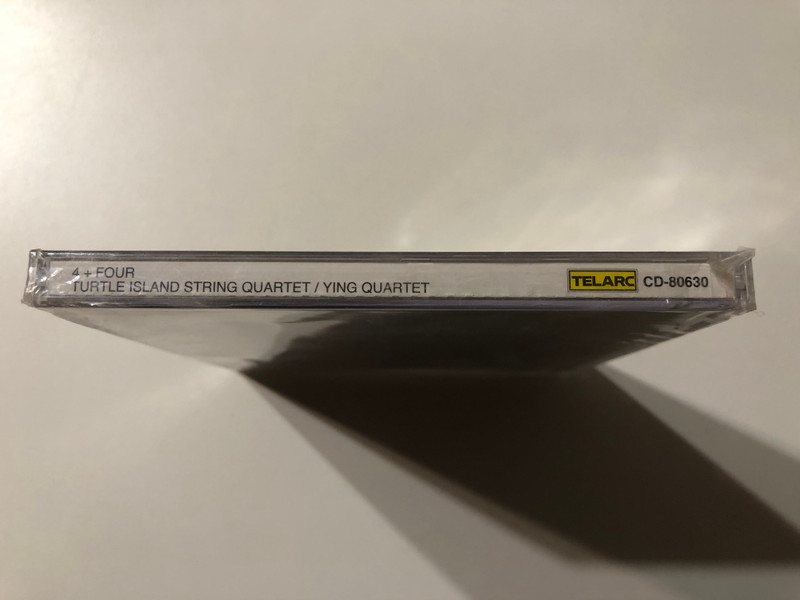 4 + FOUR
TURTLE ISLAND STRING QUARTET / YING QUARTET
TELARC CD-80630